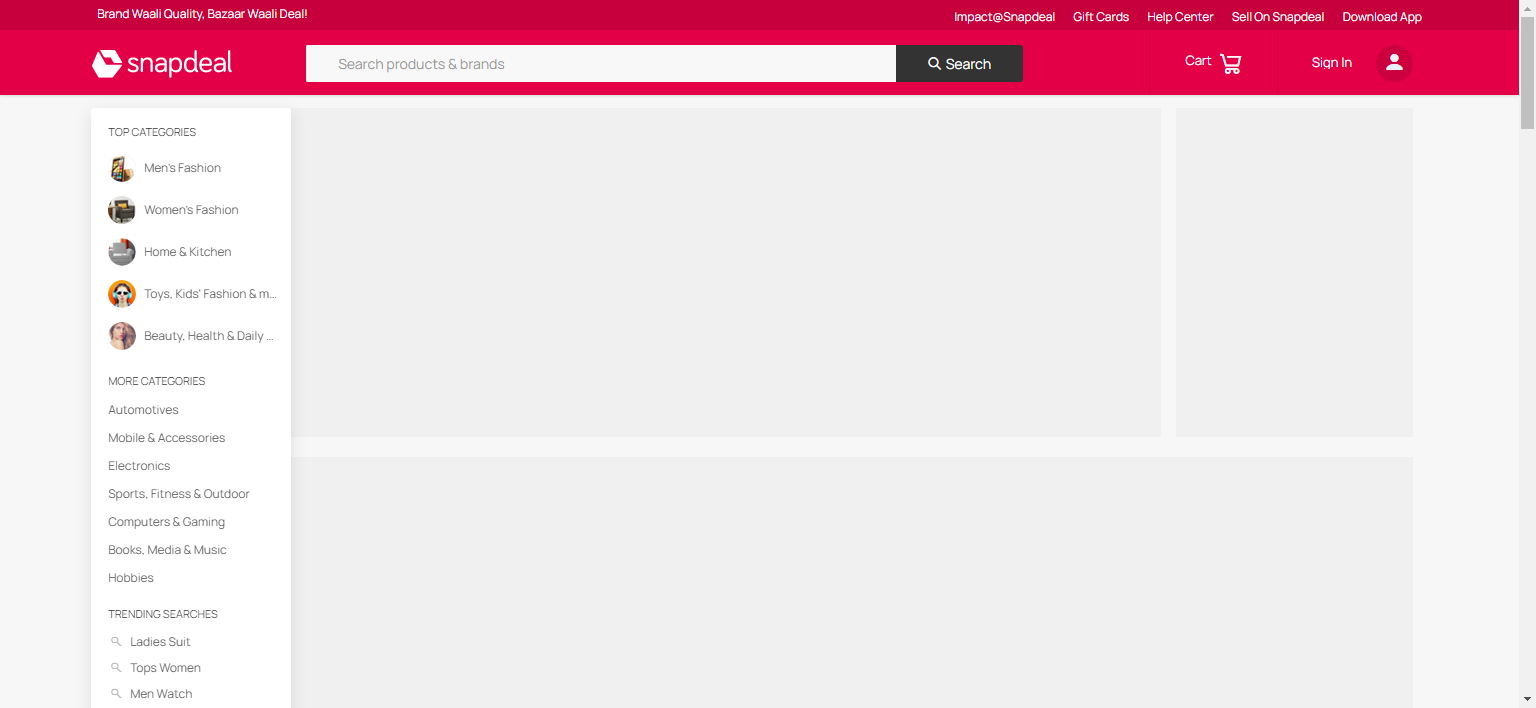 Brand Waali Quality, Bazaar Waali Deal!
Impact@Snapdeal Gift Cards Help Center Sell On Snapdeal Download App
snapdeal
Search products & brands
Search
Cart
Sign In
TOP CATEGORIES
Men's Fashion
Women's Fashion
Home & Kitchen
Toys, Kids' Fashion & m...
Beauty, Health & Daily ...
MORE CATEGORIES
Automotives
Mobile & Accessories
Electronics
Sports, Fitness & Outdoor
Computers & Gaming
Books, Media & Music
Hobbies
TRENDING SEARCHES
Ladies Suit
Tops Women
Men Watch